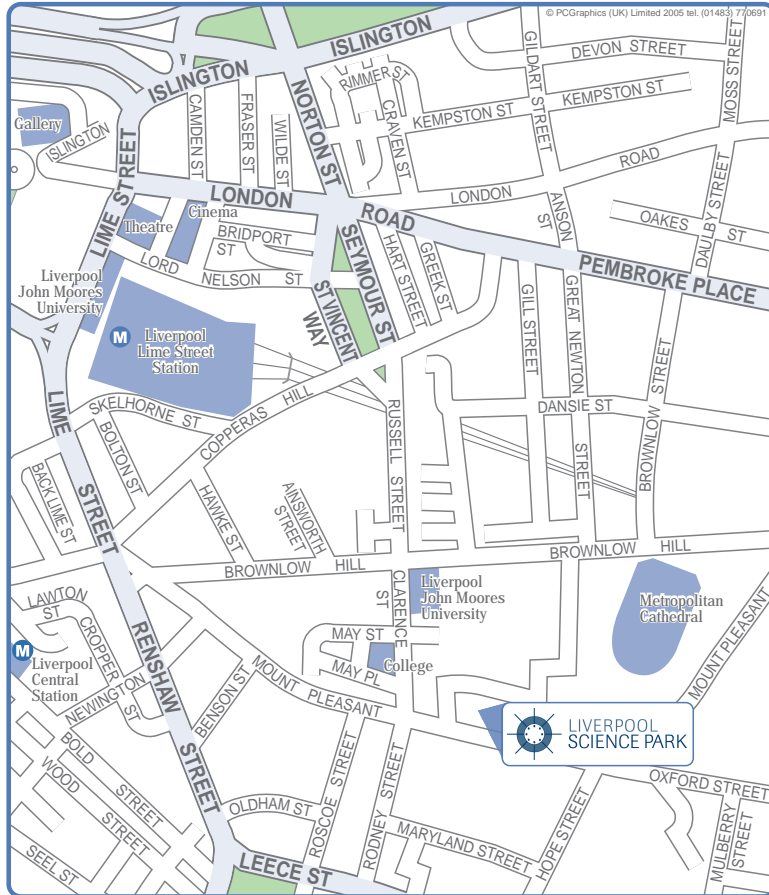 © PCGraphics (UK) Limited 2005 tel. (01483) 770691
ISLINGTON
DEVON STREET
GILDART STREET
MOSS STREET
ISLINGTON
RIMMER ST
KEMPSTON ST
KEMPSTON ST
NORTON ST
CAMDEN ST
FRASER ST
WILDE ST
CRAVEN ST
Gallery
ISLINGTON
LIME STREET
LONDON
ROAD
LONDON
ROAD
ANSON
ST
DAULBY STREET
OAKES ST
Theatre
Cinema
BRIDPORT
ST
LORD
NELSON ST
SEYMOUR ST
HART STREET
GREEK ST
PEMBROKE PLACE
Liverpool
John Moores
University
ST VINCENT
WAY
GILL STREET
GREAT NEWTON
STREET
M
Liverpool
Lime Street
Station
BROWNLOW
STREET
LIME
STREET
SKELHORNE ST
COPPERAS HILL
RUSSELL
STREET
DANSIE ST
BOLTON ST
BACK LIME ST
HAWKE ST
AINSWORTH
STREET
BROWNLOW HILL
BROWNLOW HILL
Liverpool
John Moores
University
CLARENCE
ST
Metropolitan
Cathedral
LAWTON
ST
CROPPER
ST
M
Liverpool
Central
Station
RENSHAW
STREET
MAY ST
MAY PL
College
MOUNT PLEASANT
MOUNT PLEASANT
NEWINGTON
BENSON ST
LIVERPOOL
SCIENCE PARK
BOLD
STREET
WOOD
STREET
SEEL ST
OLDHAM ST
ROSCOE STREET
RODNEY STREET
MARYLAND STREET
HOPE STREET
OXFORD STREET
MULBERRY
STREET
LEECE ST